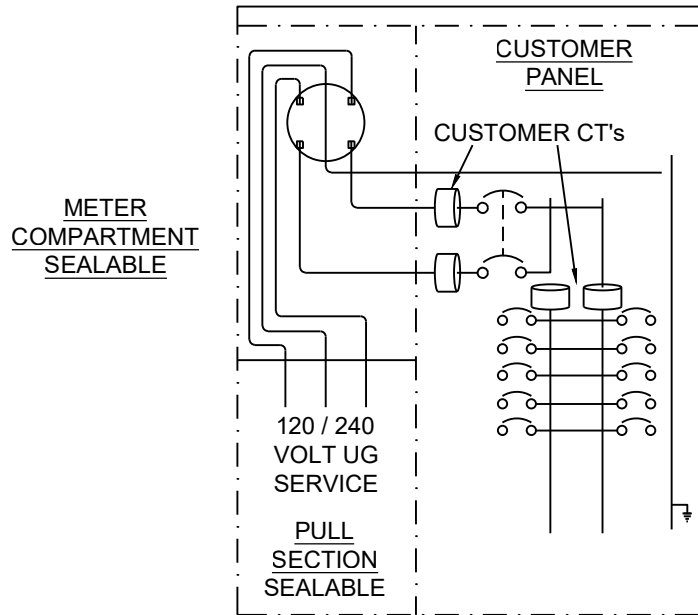 CUSTOMER
PANEL
CUSTOMER CT's
METER
COMPARTMENT
SEALABLE
120 / 240
VOLT UG
SERVICE
PULL
SECTION
SEALABLE